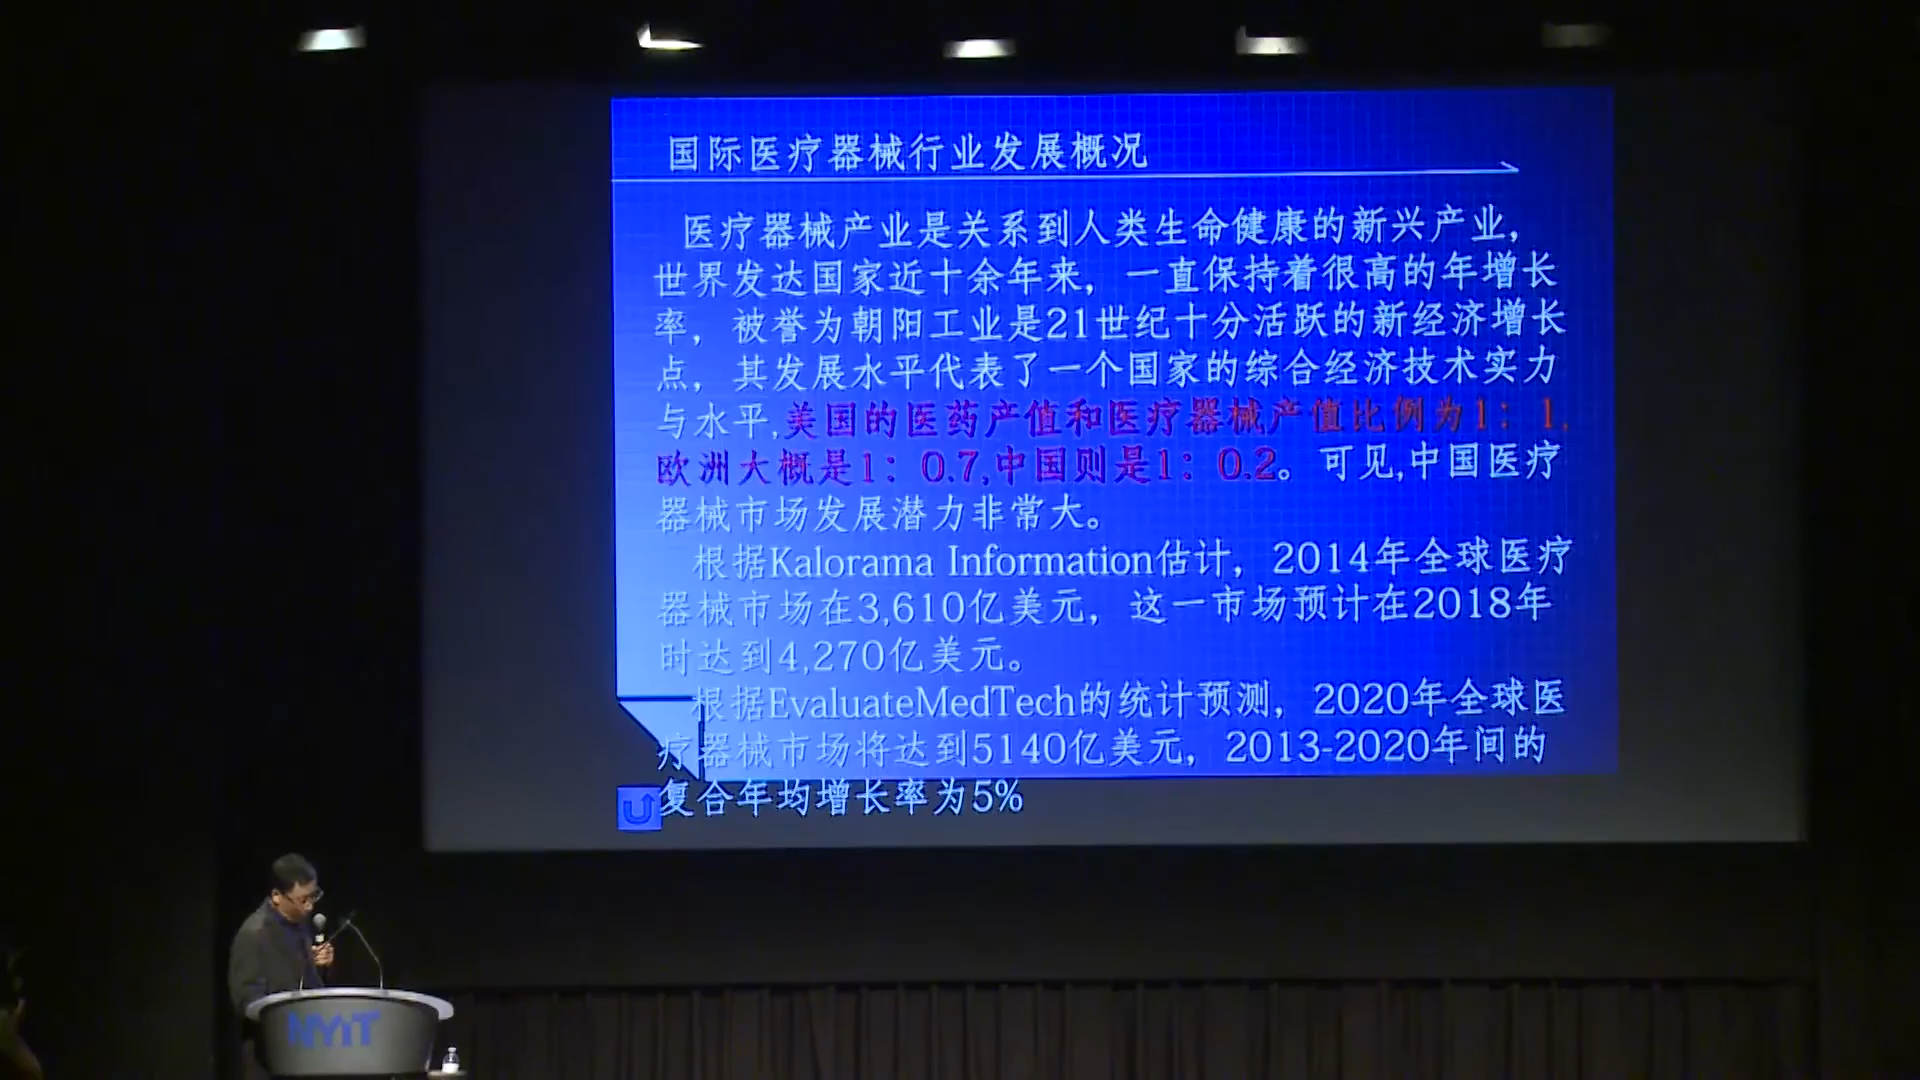 国际医疗器械行业发展概况
医疗器械产业是关系到人类生命健康的新兴产业，
世界发达国家近十余年来，一直保持着很高的年增长
率，被誉为朝阳工业是21世纪十分活跃的新经济增长
点，其发展水平代表了一个国家的综合经济技术实力
与水平,美国的医药产值和医疗器械产值比例为1：1,
欧洲大概是1：0.7,中国则是1：0.2。可见,中国医疗
器械市场发展潜力非常大。
根据Kalorama Information估计，2014年全球医疗
器械市场在3,610亿美元，这一市场预计在2018年
时达到4,270亿美元。
根据EvaluateMedTech的统计预测，2020年全球医
疗器械市场将达到5140亿美元，2013-2020年间的
复合年均增长率为5%
NYIT